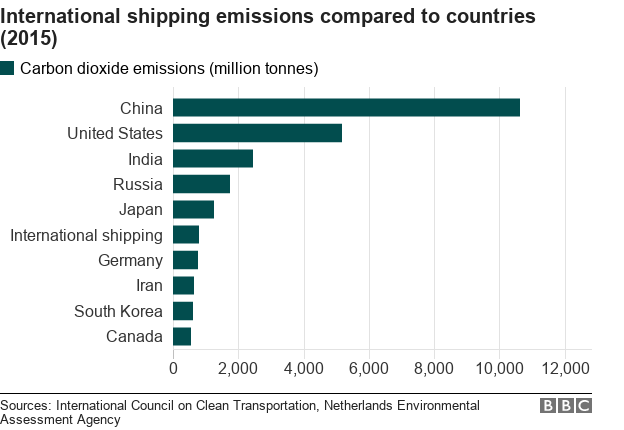 International shipping emissions compared to countries
(2015)
Carbon dioxide emissions (million tonnes)
China
United States
India
Russia
Japan
International shipping
Germany
Iran
South Korea
Canada
0 2,000 4,000 6,000 8,000 10,000 12,000
Sources: International Council on Clean Transportation, Netherlands Environmental
Assessment Agency
BBC